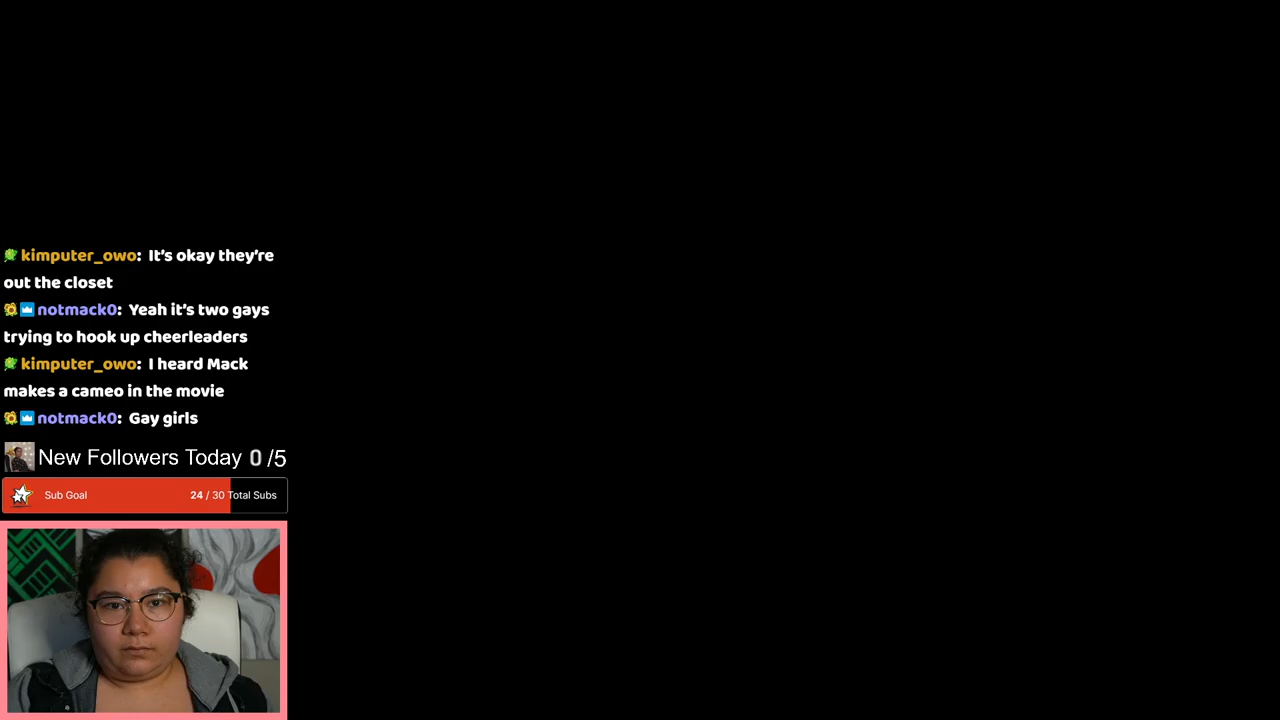 kimputer_owo: It's okay they're
out the closet
notmack0: Yeah it's two gays
trying to hook up cheerleaders
kimputer_owo: I heard Mack
makes a cameo in the movie
notmack0: Gay girls
New Followers Today 0 /5
Sub Goal 24 / 30 Total Subs